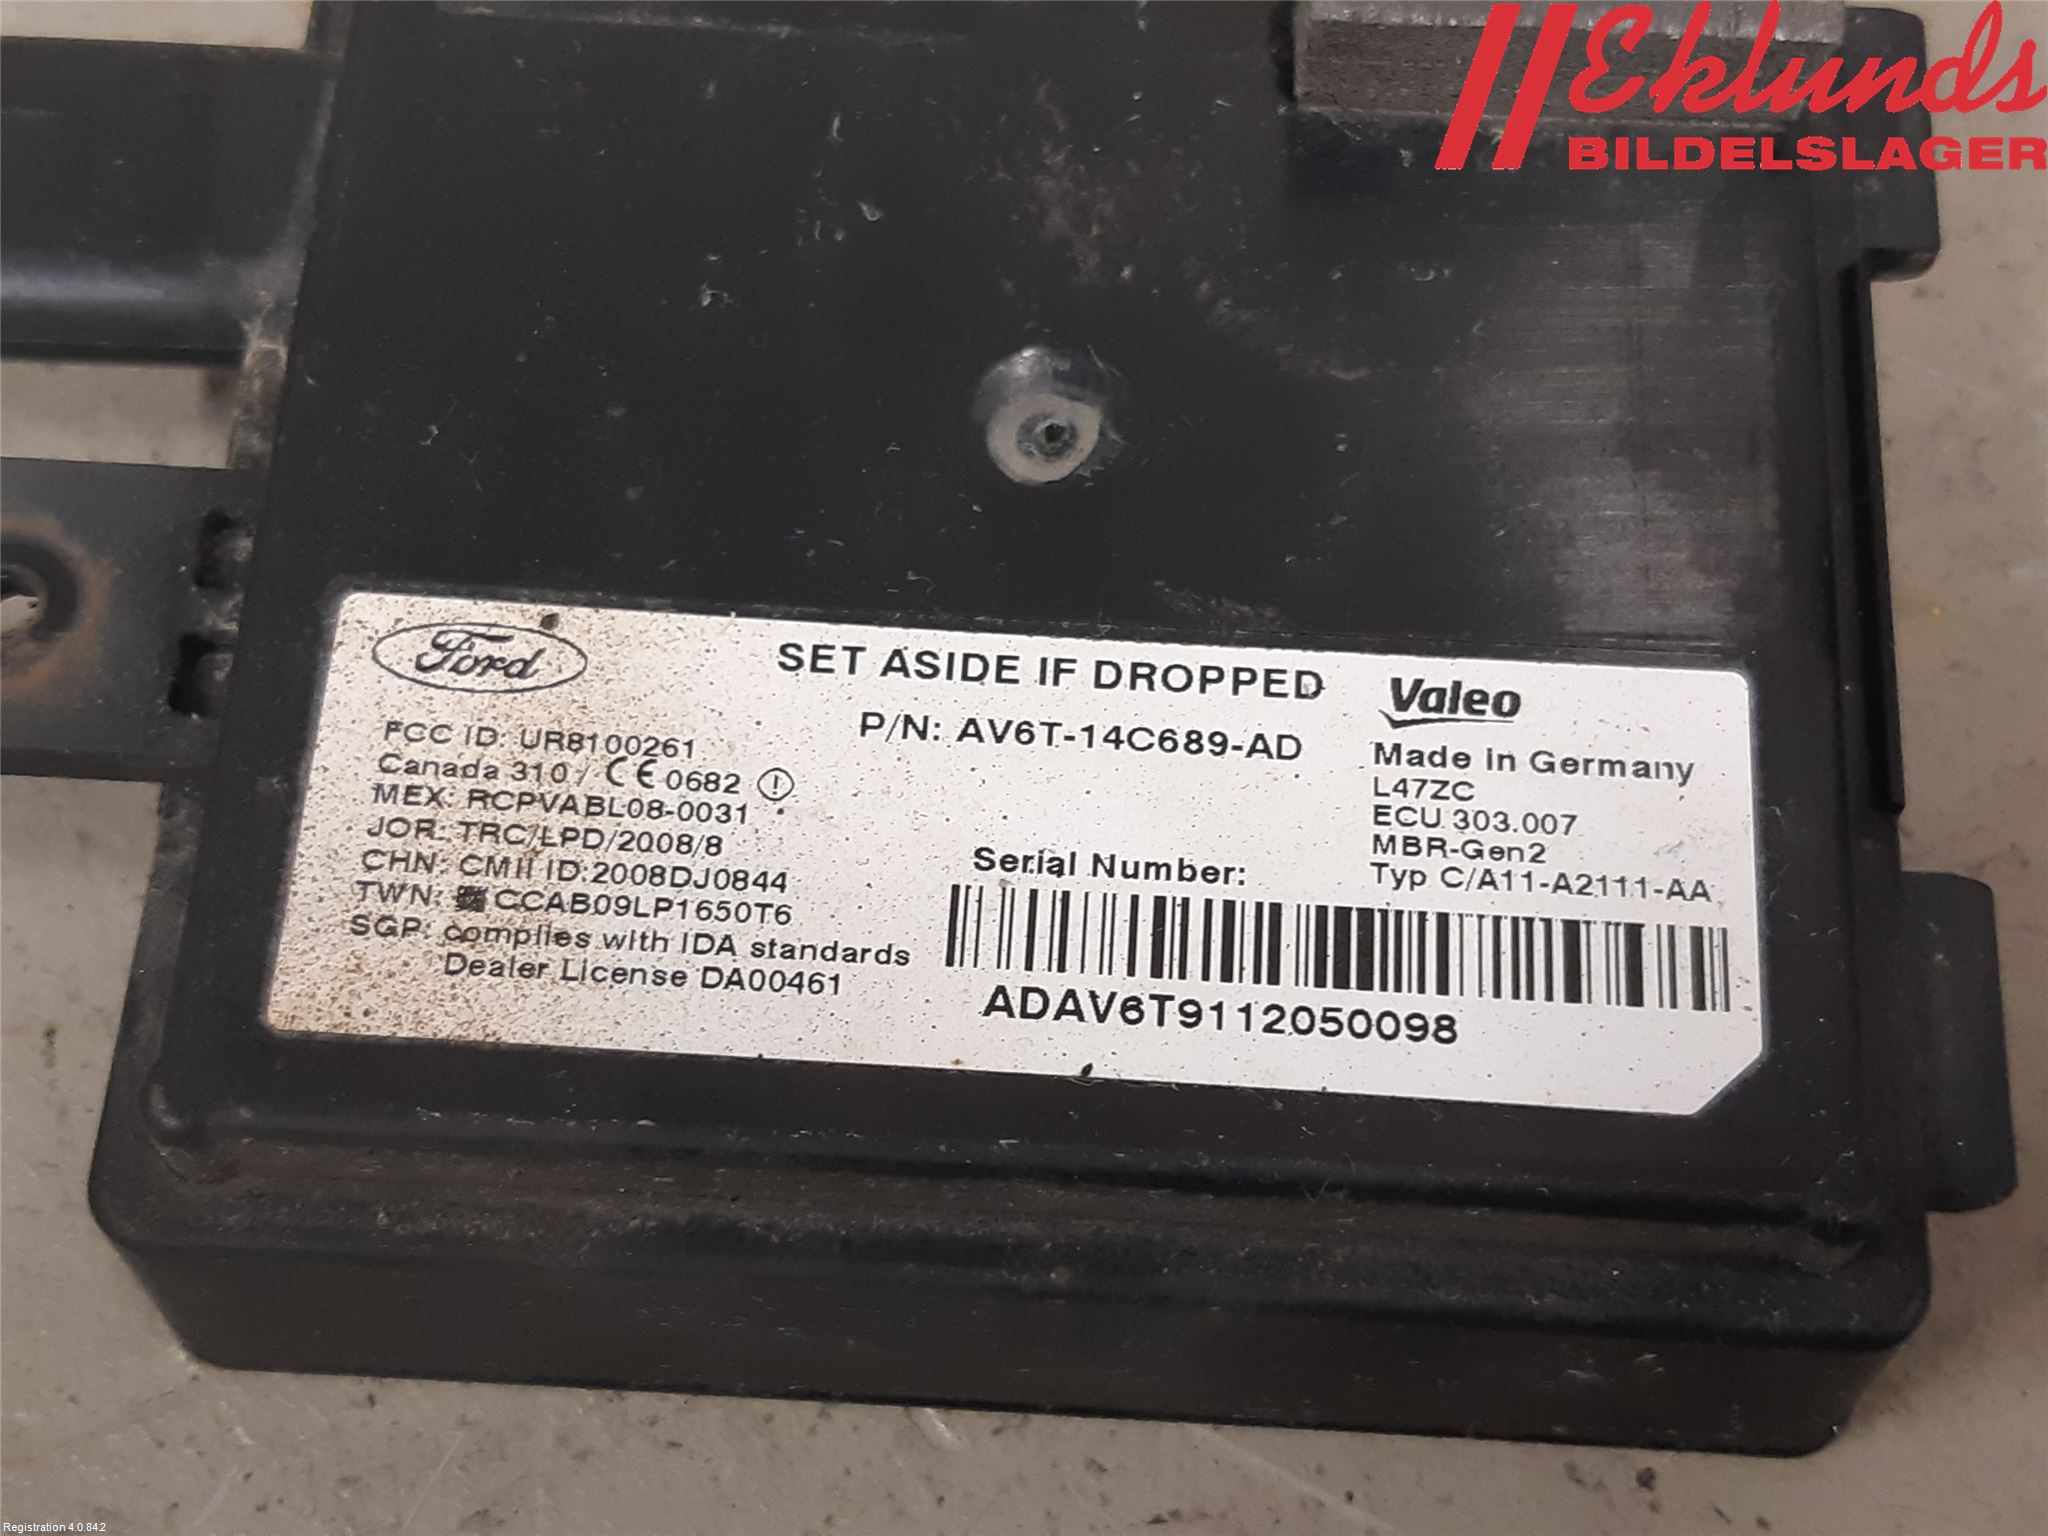 Eklunds
BILDELSLAGER
Ford
SET ASIDE IF DROPPED
Valeo
P/N: AV6T-14C689-AD
FCC ID: UR8100261
Canada 310 / CE 0682
MEX: RCPVABL08-0031
JOR: TRC/LPD/2008/8
CHN: CMII ID:2008DJ0844
TWN: CCAB09LP1650T6
SGP: complies with IDA standards
Dealer License DA00461
Made in Germany
L47ZC
ECU 303.007
MBR-Gen2
Typ C/A11-A2111-AA
Serial Number:
ADAV6T9112050098
Registration 4.0.842